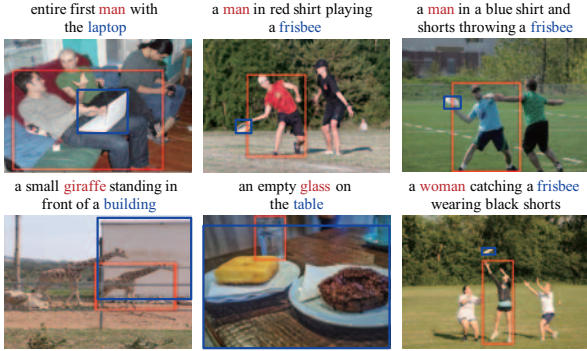 entire first man with
the laptop
a man in red shirt playing
a frisbee
a man in a blue shirt and
shorts throwing a frisbee
a small giraffe standing in
front of a building
an empty glass on
the table
a woman catching a frisbee
wearing black shorts